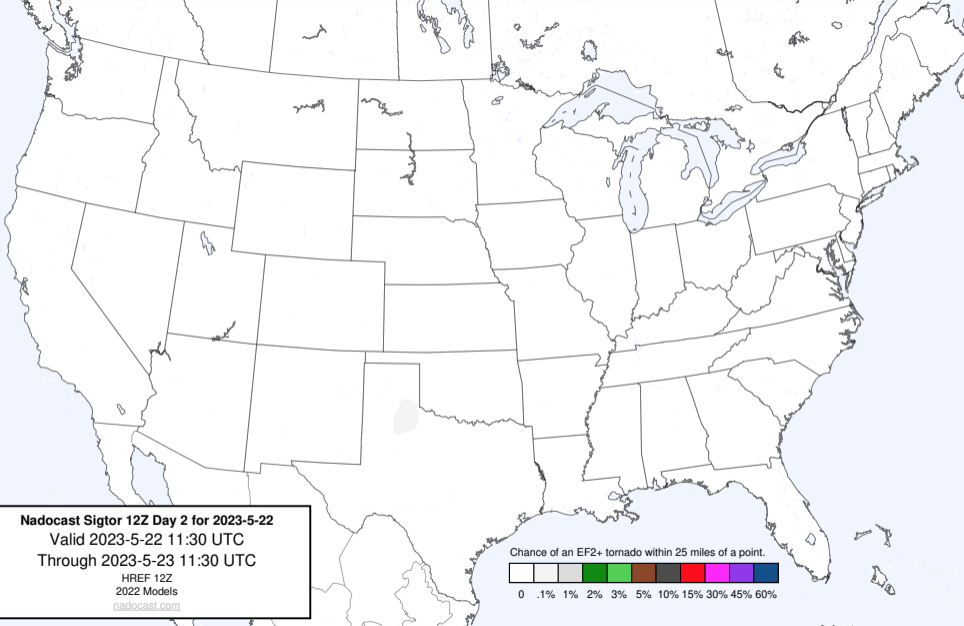 Nadocast Sigtor 12Z Day 2 for 2023-5-22
Valid 2023-5-22 11:30 UTC
Through 2023-5-23 11:30 UTC
HREF 12Z
2022 Models
nadocast.com
Chance of an EF2+ tornado within 25 miles of a point.
0 .1% 1% 2% 3% 5% 10% 15% 30% 45% 60%